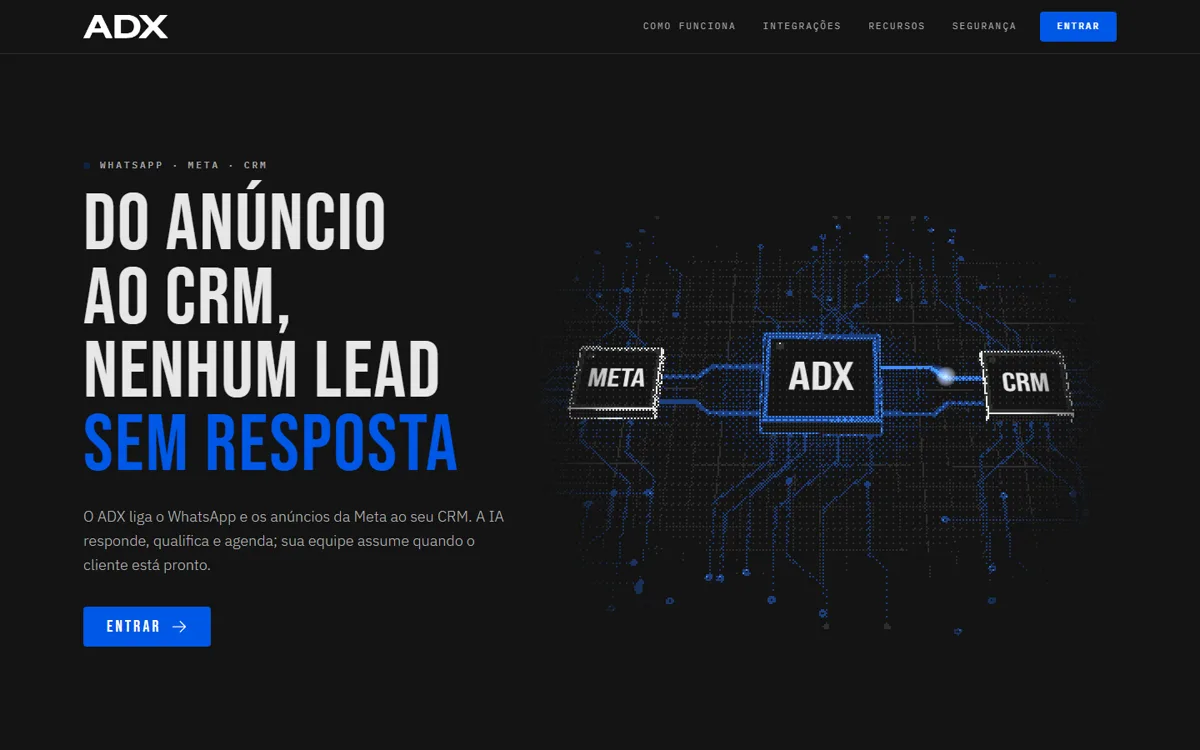 ADX
COMO FUNCIONA
INTEGRAÇÕES
RECURSOS
SEGURANÇA
ENTRAR
WHATSAPP · META · CRM
DO ANÚNCIO
AO CRM,
NENHUM LEAD
SEM RESPOSTA
O ADX liga o WhatsApp e os anúncios da Meta ao seu CRM. A IA
responde, qualifica e agenda; sua equipe assume quando o
cliente está pronto.
ENTRAR →
META
ADX
CRM